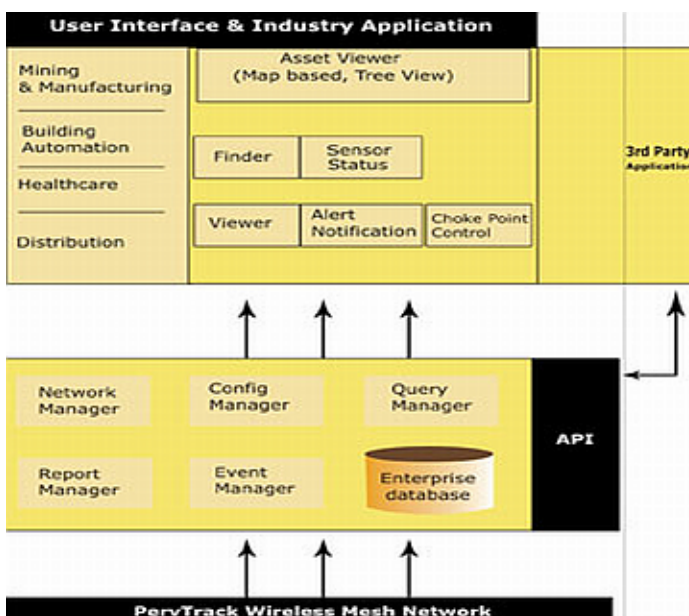 User Interface & Industry Application
Mining
& Manufacturing
Building
Automation
Healthcare
Distribution
Asset Viewer
(Map based, Tree View)
Finder
Sensor
Status
Viewer
Alert
Notification
Choke Point
Control
3rd Party
Application
Network
Manager
Config
Manager
Query
Manager
Report
Manager
Event
Manager
Enterprise
database
API
PervTrack Wireless Mesh Network